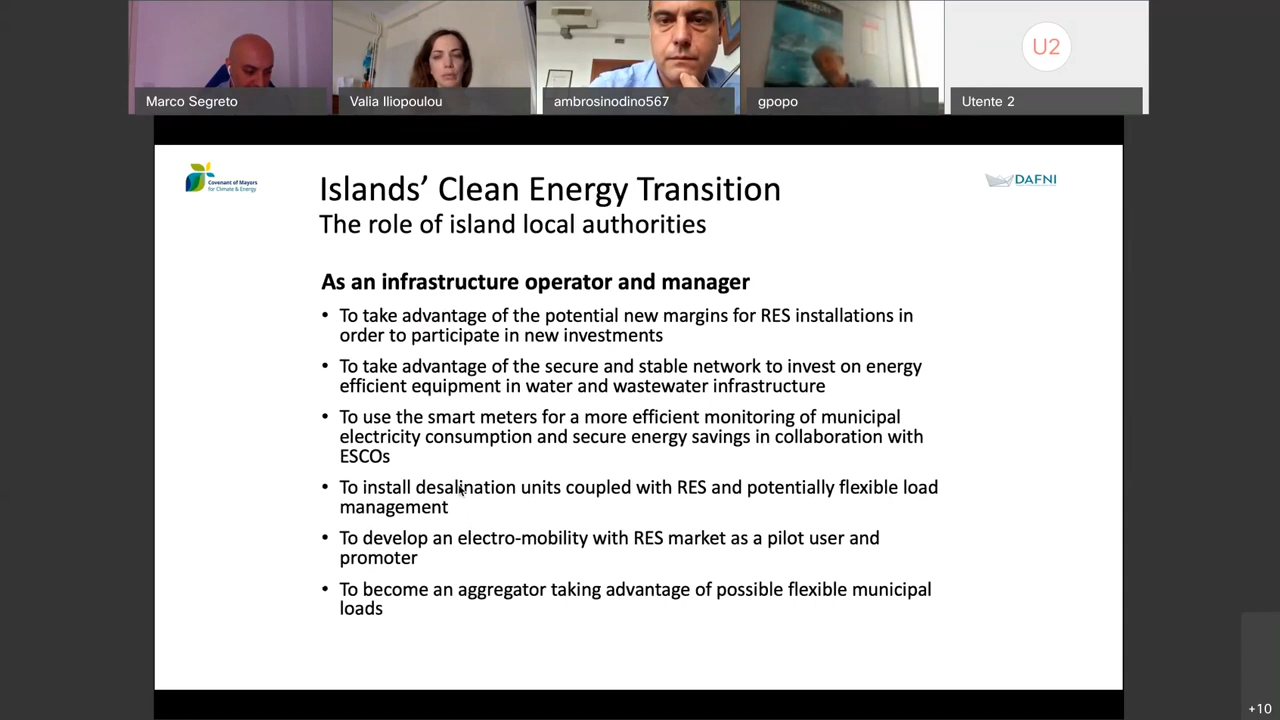 U2
Marco Segreto
Valia Iliopoulou
ambrosinodino567
gpopo
Utente 2
Covenant of Mayors
for Climate & Energy
DAFNI
Islands’ Clean Energy Transition
The role of island local authorities
As an infrastructure operator and manager
• To take advantage of the potential new margins for RES installations in
order to participate in new investments
• To take advantage of the secure and stable network to invest on energy
efficient equipment in water and wastewater infrastructure
• To use the smart meters for a more efficient monitoring of municipal
electricity consumption and secure energy savings in collaboration with
ESCOs
• To install desalination units coupled with RES and potentially flexible load
management
• To develop an electro-mobility with RES market as a pilot user and
promoter
• To become an aggregator taking advantage of possible flexible municipal
loads
+10